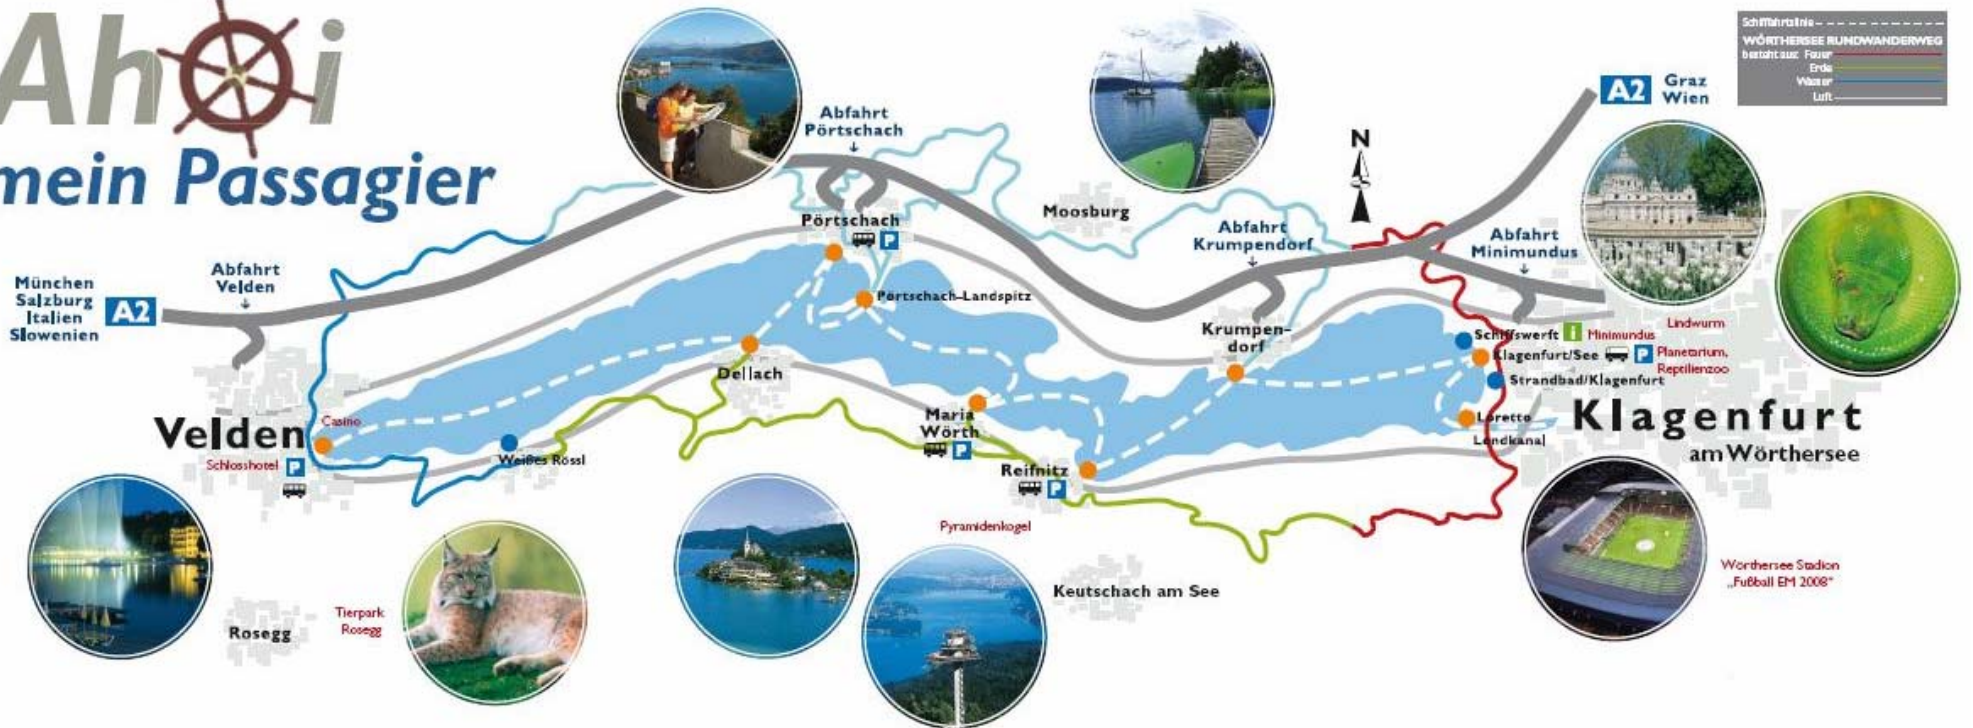 Ahoi
mein Passagier
Schifffahrtslinie
WÖRTHERSEE RUNDWANDERWEG
besteht aus: Feuer
Erde
Wasser
Luft
A2
Graz
Wien
N
Abfahrt
Pörtschach
Pörtschach
P
Moosburg
Abfahrt
Krumpendorf
Abfahrt
Minimundus
München
Salzburg
Italien
Slowenien
A2
Abfahrt
Velden
Pörtschach-Landspitz
Krumpen-
dorf
Schiffswerft
i
Minimundus
Lindwurm
Klagenfurt/See
P
Planetarium,
Reptilienzoo
Strandbad/Klagenfurt
Dellach
Velden
Casino
Schlosshotel
P
Weißes Rössl
Maria
Wörth
P
Reifnitz
P
Loretto
Lendkanal
Klagenfurt
am Wörthersee
Pyramidenkogel
Keutschach am See
Rosegg
Tierpark
Rosegg
Wörthersee Stadion
„Fußball EM 2008"